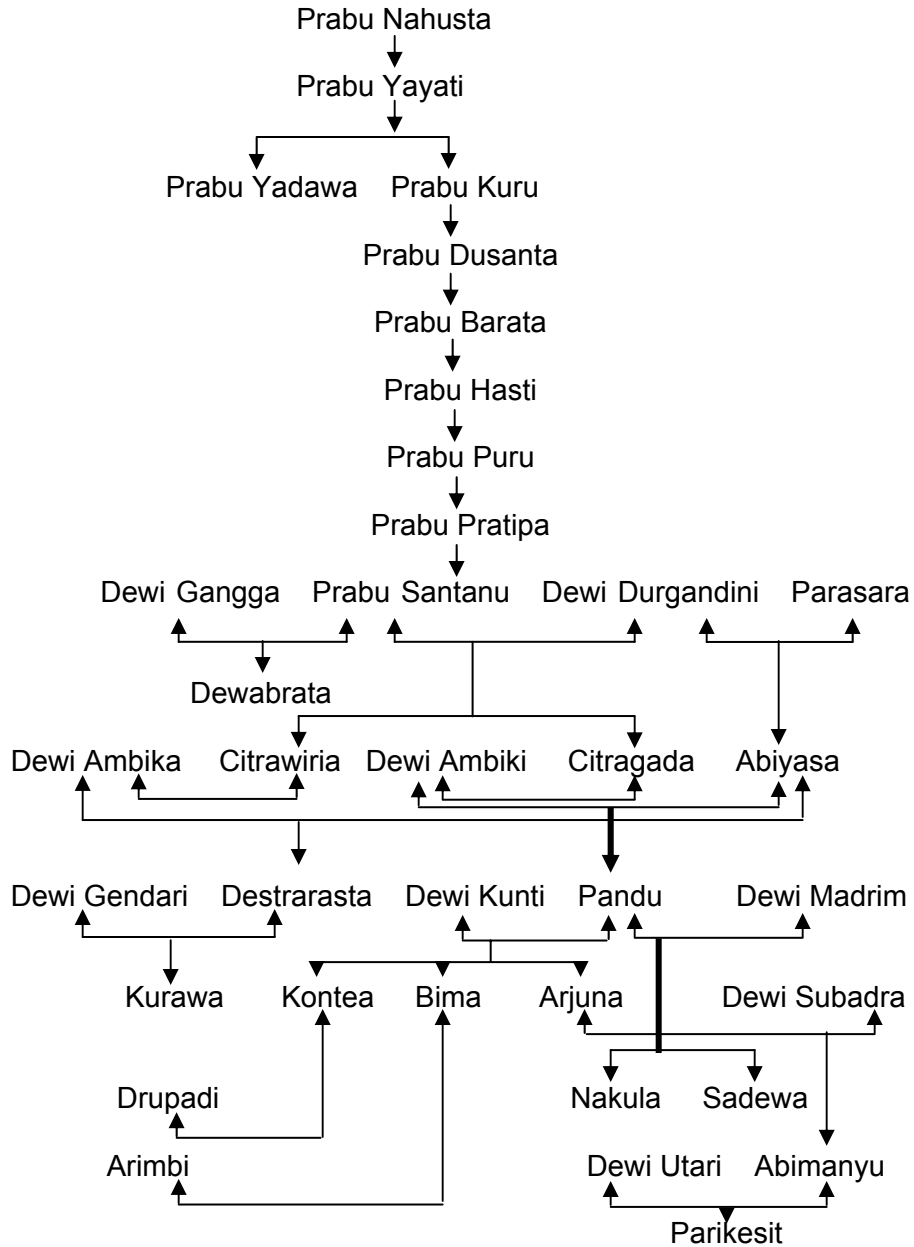 Prabu Nahusta
Prabu Yayati
Prabu Yadawa Prabu Kuru
Prabu Dusanta
Prabu Barata
Prabu Hasti
Prabu Puru
Prabu Pratipa
Dewi Gangga Prabu Santanu Dewi Durgandini Parasara
Dewabrata
Dewi Ambika Citrawiria Dewi Ambiki Citragada Abiyasa
Dewi Gendari Destrarasta Dewi Kunti Pandu Dewi Madrim
Kurawa Kontea Bima Arjuna Dewi Subadra
Drupadi Nakula Sadewa
Arimbi Dewi Utari Abimanyu
Parikesit